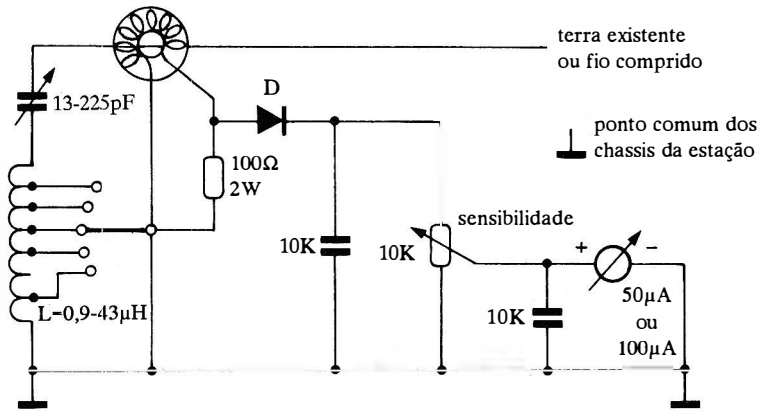 terra existente
ou fio comprido
13-225pF
D
ponto comum dos
chassis da estação
100Ω
2W
sensibilidade
10K
10K
+
–
10K
50µA
ou
100µA
L=0,9-43µH